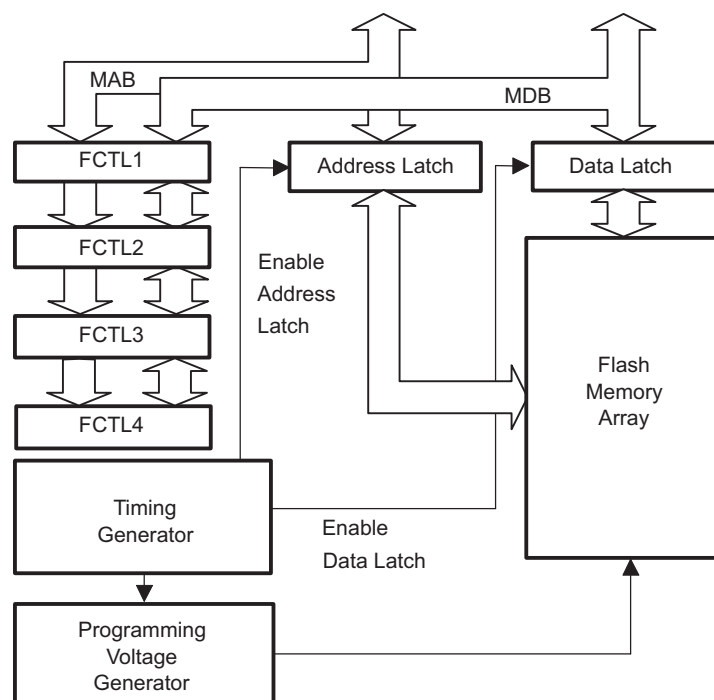 MAB
MDB
FCTL1
Address Latch
Data Latch
FCTL2
Enable
Address
Latch
FCTL3
Flash
Memory
Array
FCTL4
Timing
Generator
Enable
Data Latch
Programming
Voltage
Generator